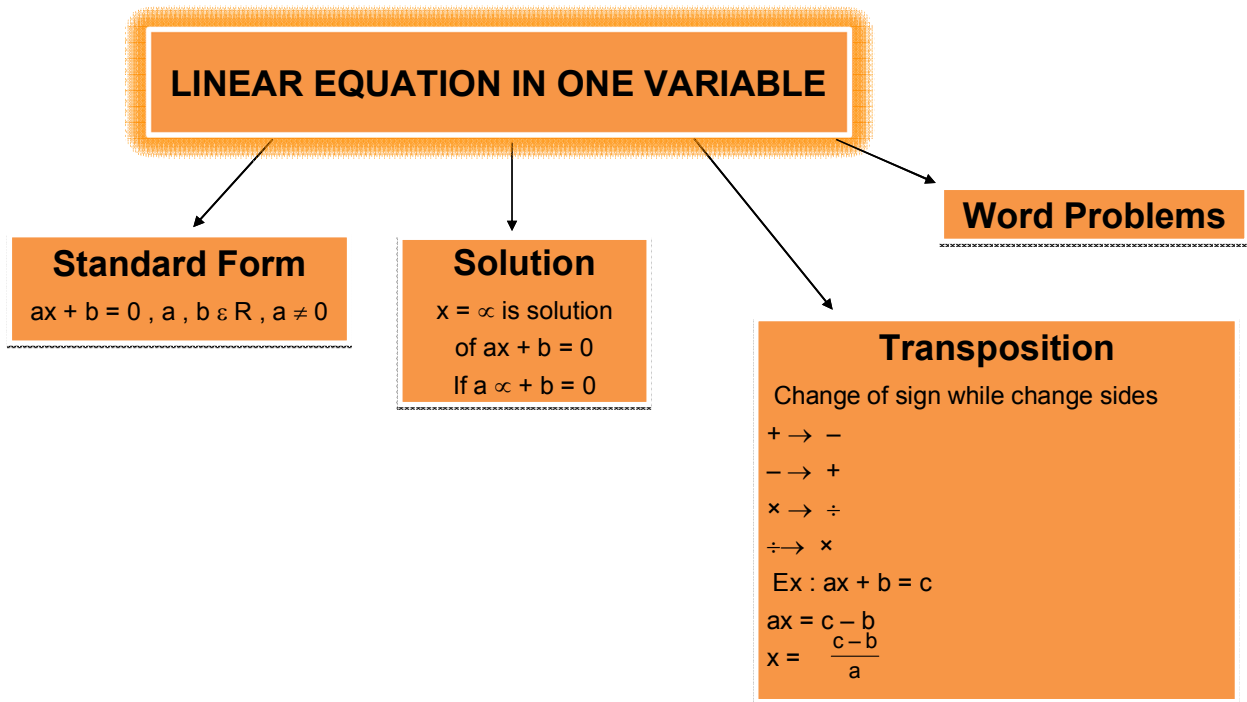 LINEAR EQUATION IN ONE VARIABLE
Standard Form
ax + b = 0 , a , b ε R , a ≠ 0
Solution
x = ∝ is solution
of ax + b = 0
If a ∝ + b = 0
Word Problems
Transposition
Change of sign while change sides
+ → –
– → +
× → ÷
÷→ ×
Ex : ax + b = c
ax = c – b
x = c – b / a